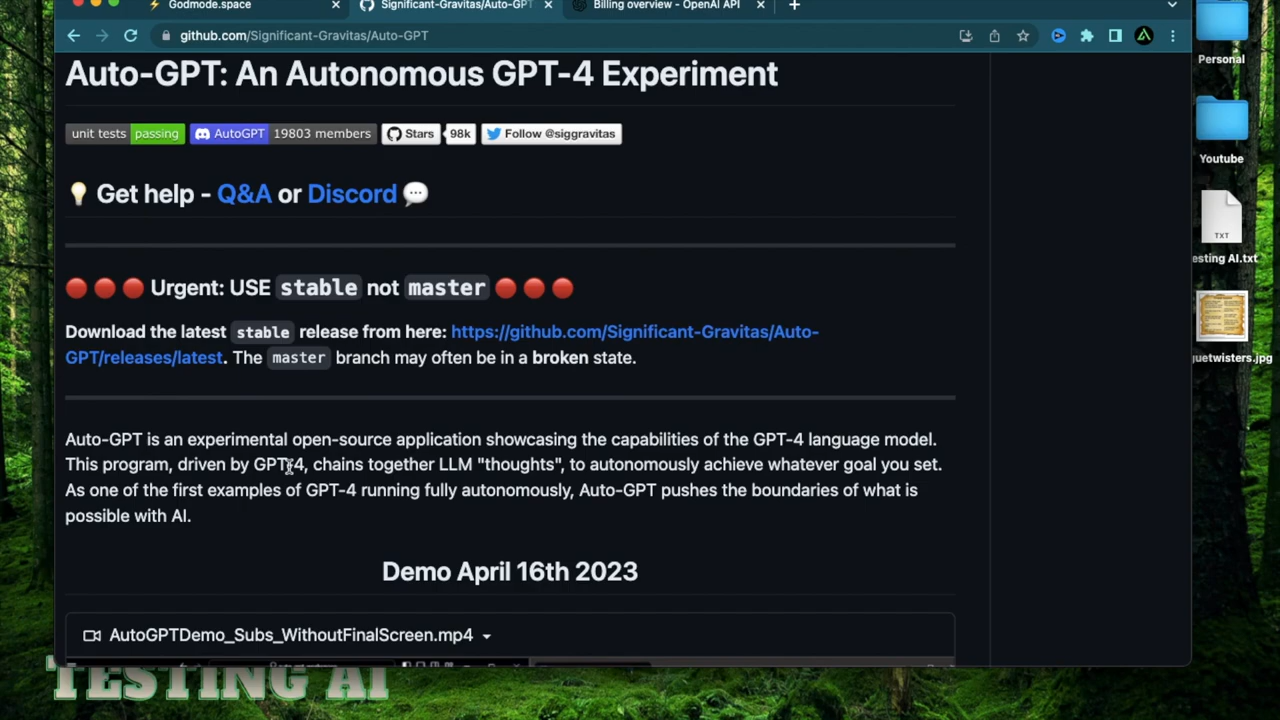 Godmode.space
Significant-Gravitas/Auto-GPT
Billing overview - OpenAI API
github.com/Significant-Gravitas/Auto-GPT
Personal
Auto-GPT: An Autonomous GPT-4 Experiment
unit tests passing AutoGPT 19803 members Stars 98k Follow @siggravitas
Youtube
Get help - Q&A or Discord
TXT
esting AI.txt
Urgent: USE stable not master
Download the latest stable release from here: https://github.com/Significant-Gravitas/Auto-
GPT/releases/latest. The master branch may often be in a broken state.
guetwisters.jpg
Auto-GPT is an experimental open-source application showcasing the capabilities of the GPT-4 language model.
This program, driven by GPT-4, chains together LLM "thoughts", to autonomously achieve whatever goal you set.
As one of the first examples of GPT-4 running fully autonomously, Auto-GPT pushes the boundaries of what is
possible with AI.
Demo April 16th 2023
AutoGPTDemo_Subs_WithoutFinalScreen.mp4
TESTING AI